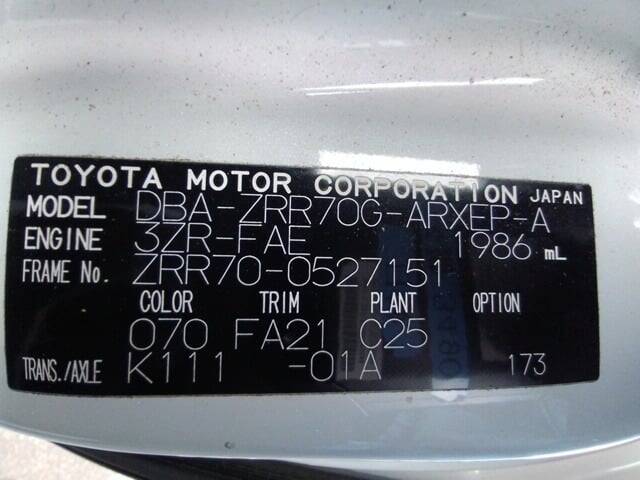 TOYOTA MOTOR CORPORATION JAPAN
MODEL DBA-ZRR70G-ARXEP-A
ENGINE 3ZR-FAE 1986 mL
FRAME No. ZRR70-0527151
COLOR TRIM PLANT OPTION
070 FA21 C25
TRANS./AXLE K111 -01A 173